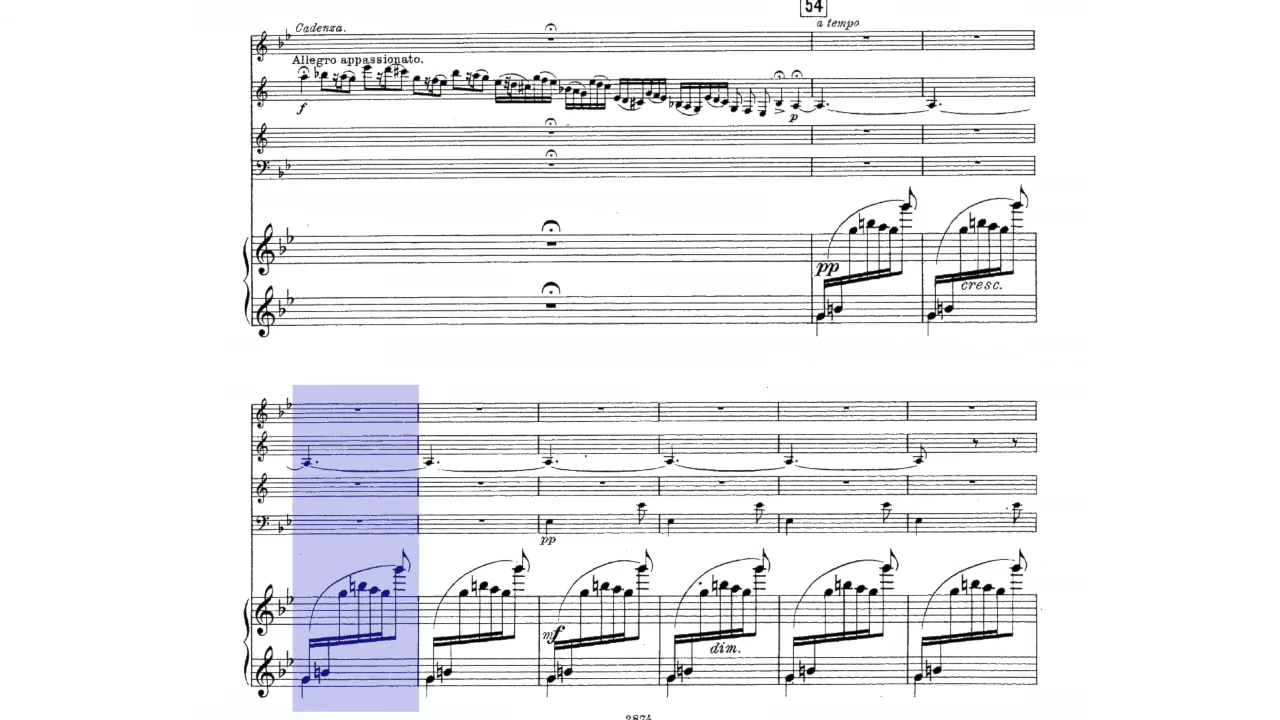 54
Cadenza.
a tempo
Allegro appassionato.
f
p
pp
cresc.
pp
mf
dim.